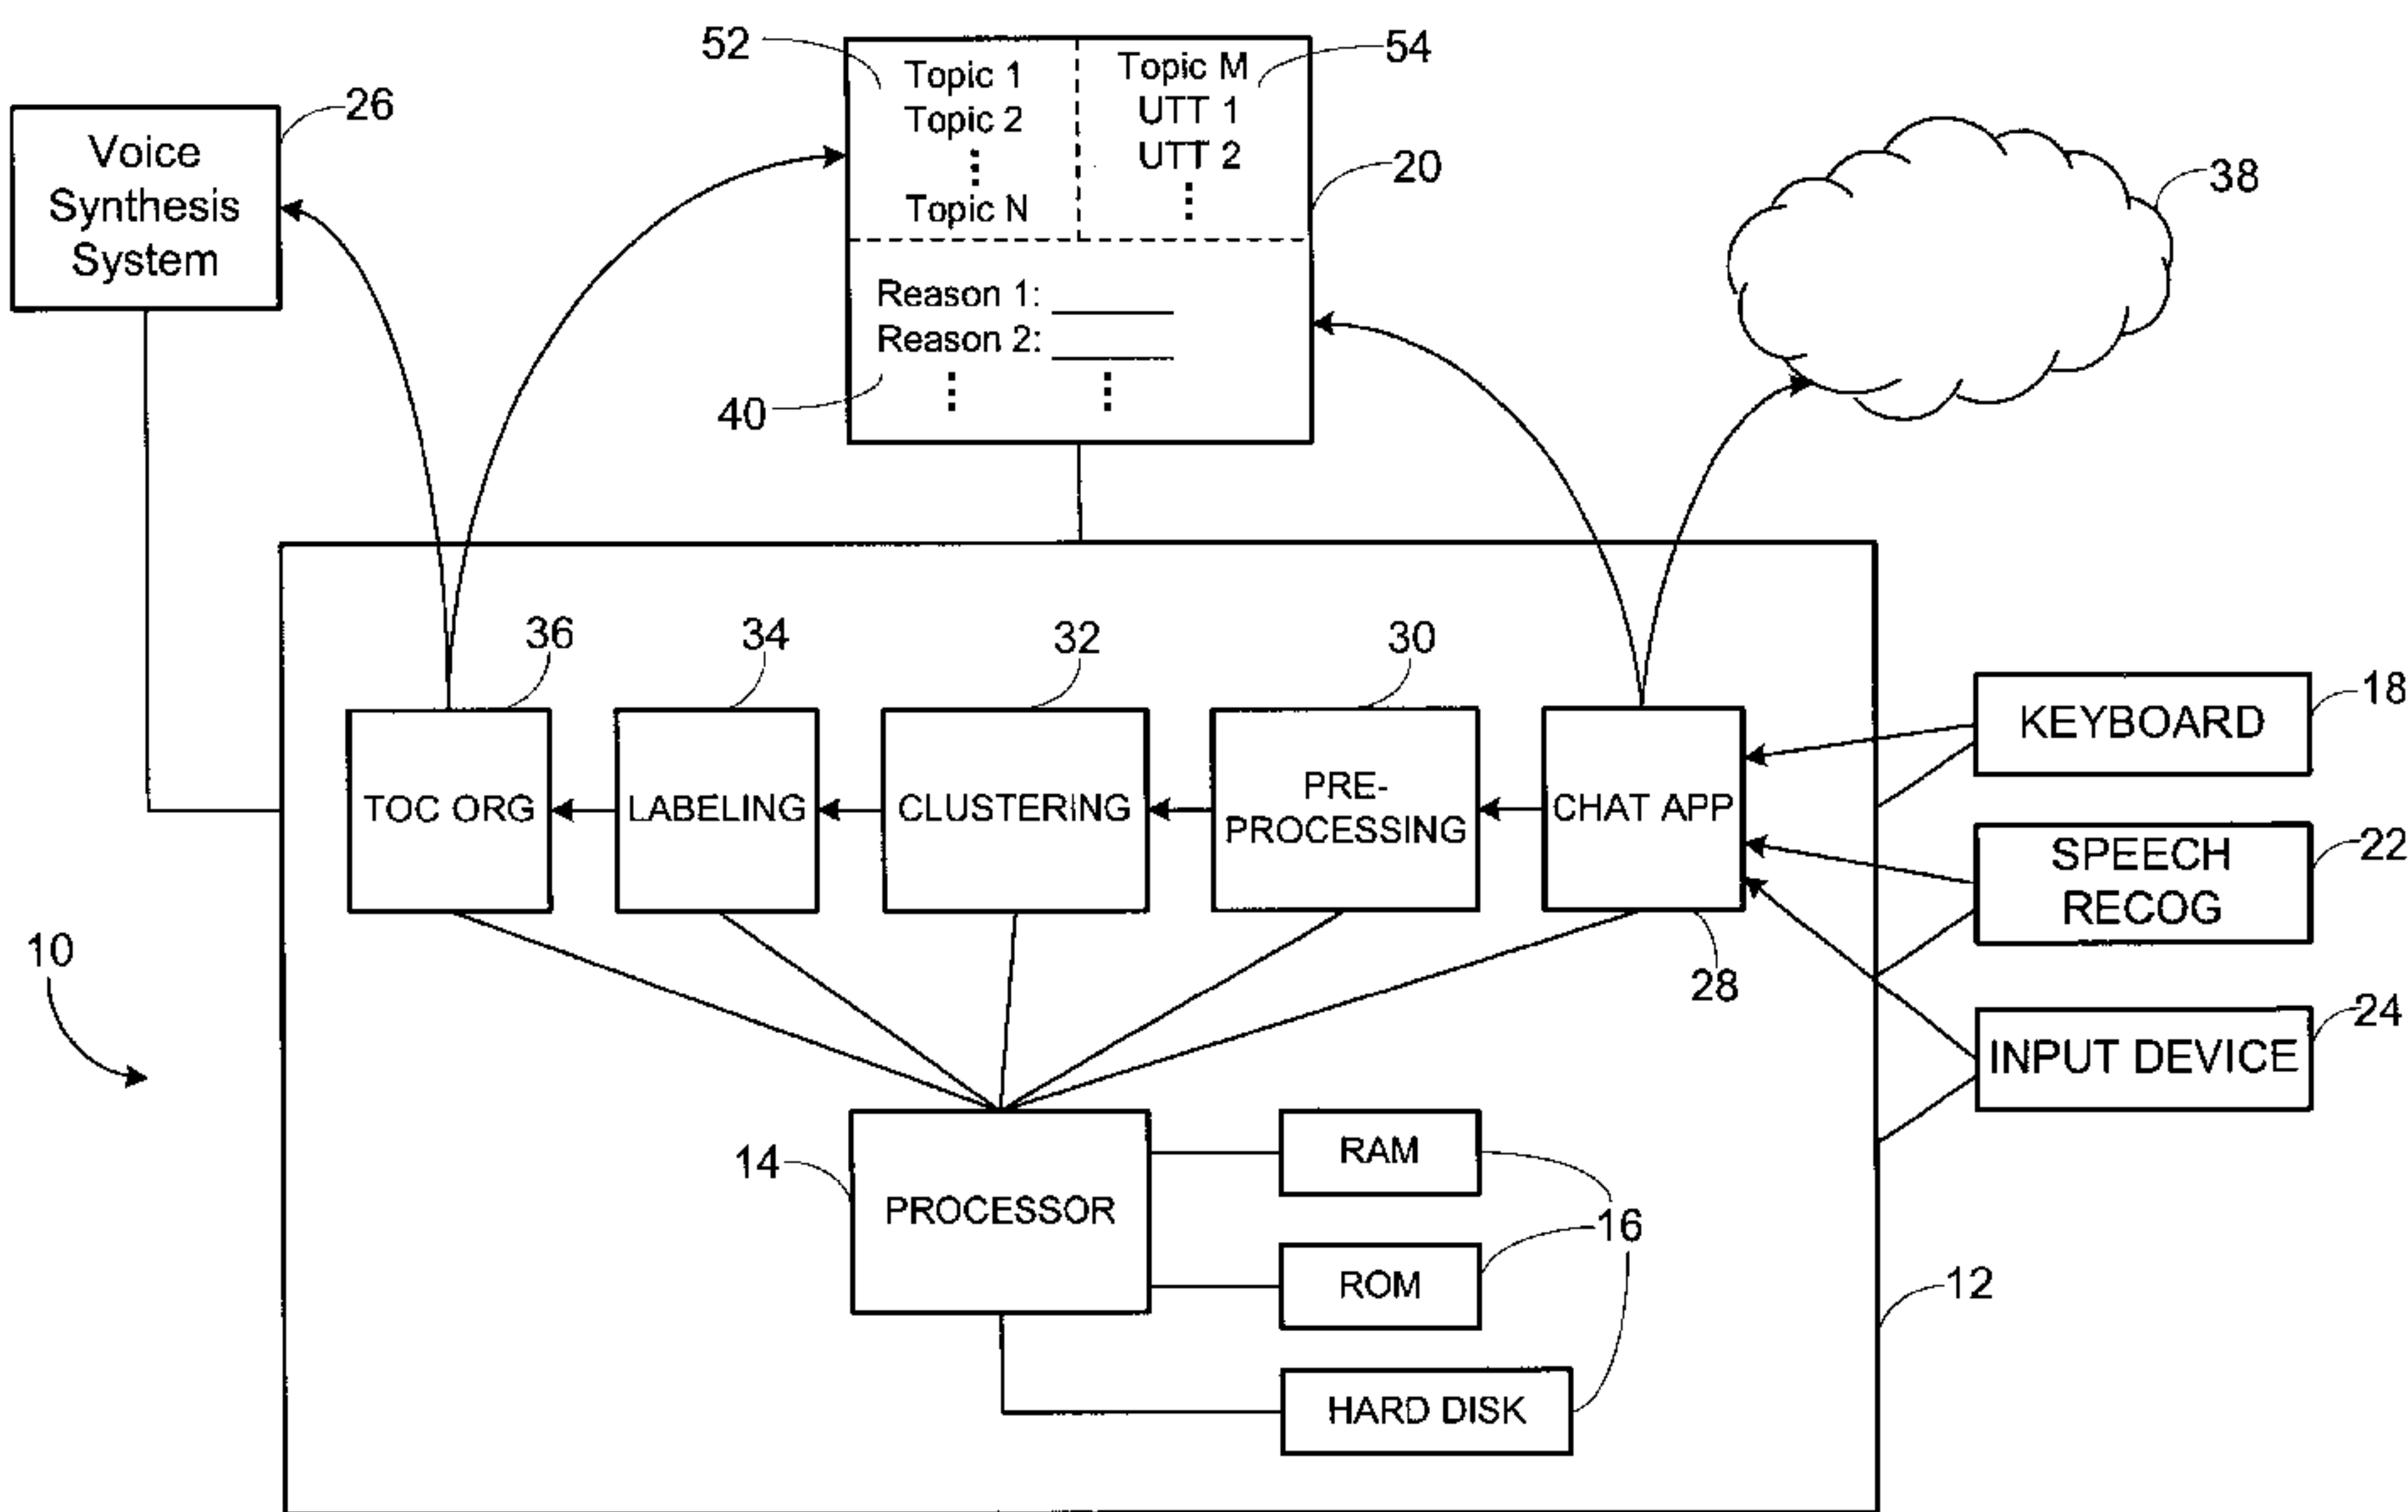 52
54
26
Voice
Synthesis
System
Topic 1
Topic 2
Topic N
Topic M
UTT 1
UTT 2
20
38
Reason 1:
Reason 2:
40
36
34
32
30
18
KEYBOARD
TOC ORG
LABELING
CLUSTERING
PRE-
PROCESSING
CHAT APP
22
SPEECH
RECOG
10
28
24
INPUT DEVICE
14
PROCESSOR
RAM
16
ROM
12
HARD DISK